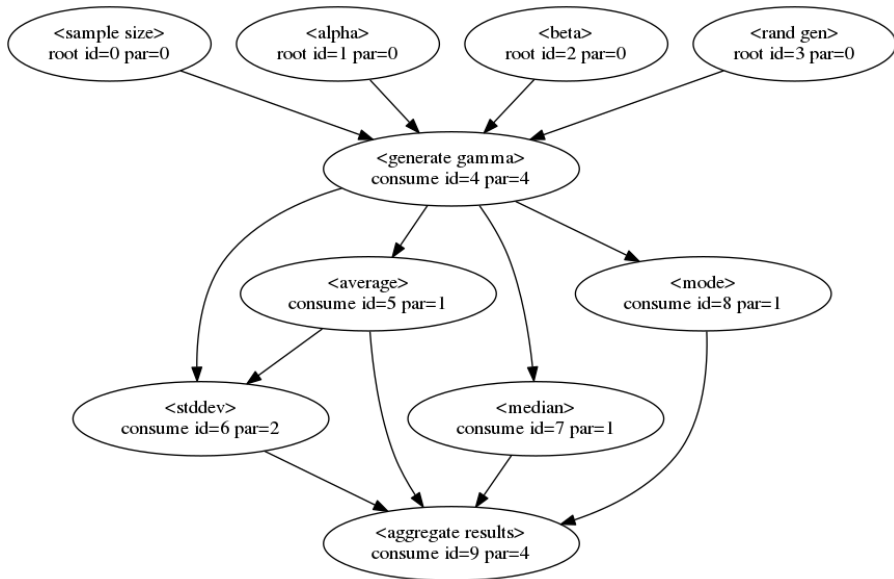 <sample size>
root id=0 par=0
<alpha>
root id=1 par=0
<beta>
root id=2 par=0
<rand gen>
root id=3 par=0
<generate gamma>
consume id=4 par=4
<average>
consume id=5 par=1
<mode>
consume id=8 par=1
<stddev>
consume id=6 par=2
<median>
consume id=7 par=1
<aggregate results>
consume id=9 par=4